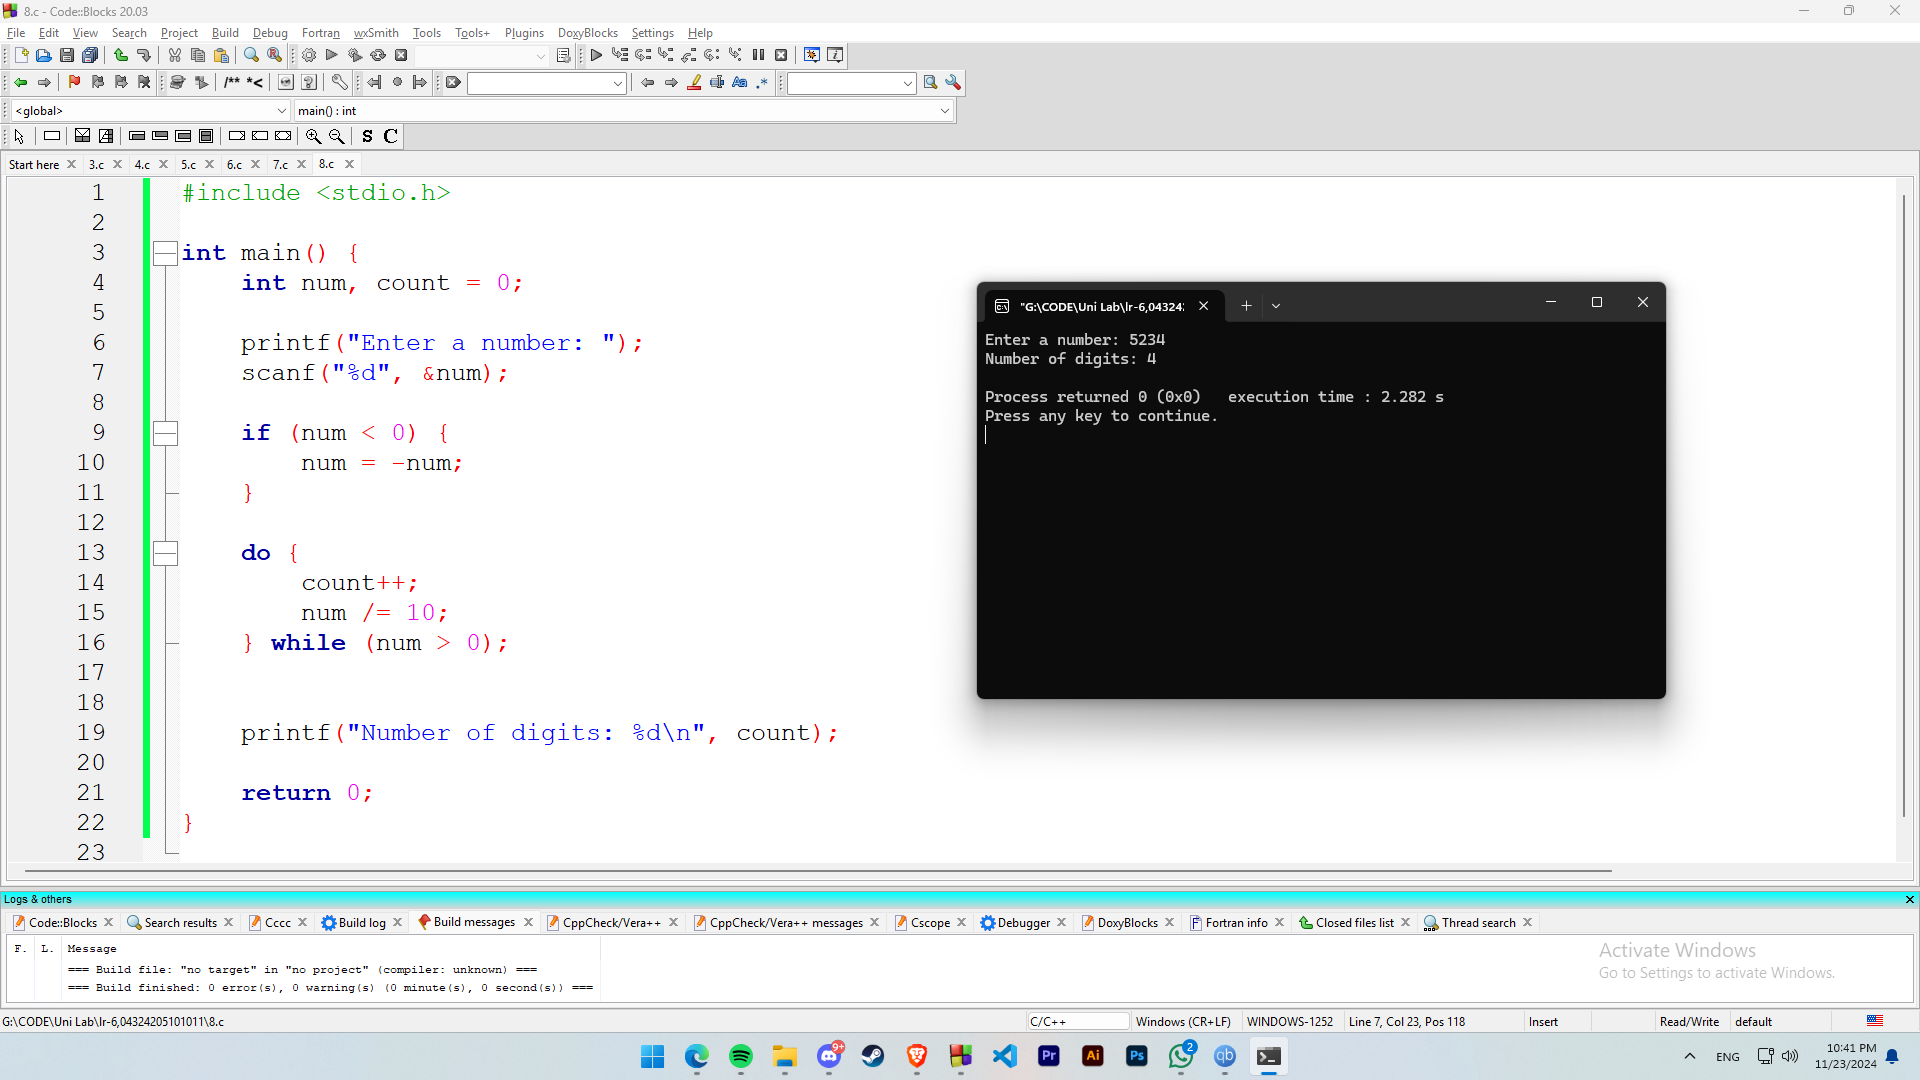 8.c - Code::Blocks 20.03
File Edit View Search Project Build Debug Fortran wxSmith Tools Tools+ Plugins DoxyBlocks Settings Help
/** *<
Aa .*
<global> main() : int
S C
Start here 3.c 4.c 5.c 6.c 7.c 8.c
1 #include <stdio.h>
2
3 int main() {
4 int num, count = 0;
5
6 printf("Enter a number: ");
7 scanf("%d", &num);
8
9 if (num < 0) {
10 num = -num;
11 }
12
13 do {
14 count++;
15 num /= 10;
16 } while (num > 0);
17
18
19 printf("Number of digits: %d\n", count);
20
21 return 0;
22 }
23
"G:\CODE\Uni Lab\lr-6,04324:
Enter a number: 5234
Number of digits: 4
Process returned 0 (0x0) execution time : 2.282 s
Press any key to continue.
Logs & others
Code::Blocks Search results Cccc Build log Build messages CppCheck/Vera++ CppCheck/Vera++ messages Cscope Debugger DoxyBlocks Fortran info Closed files list Thread search
F. L. Message
=== Build file: "no target" in "no project" (compiler: unknown) ===
=== Build finished: 0 error(s), 0 warning(s) (0 minute(s), 0 second(s)) ===
Activate Windows
Go to Settings to activate Windows.
G:\CODE\Uni Lab\lr-6,04324205101011\8.c C/C++ Windows (CR+LF) WINDOWS-1252 Line 7, Col 23, Pos 118 Insert Read/Write default
9+ Pr Ai Ps 2 qb
ENG 10:41 PM
11/23/2024